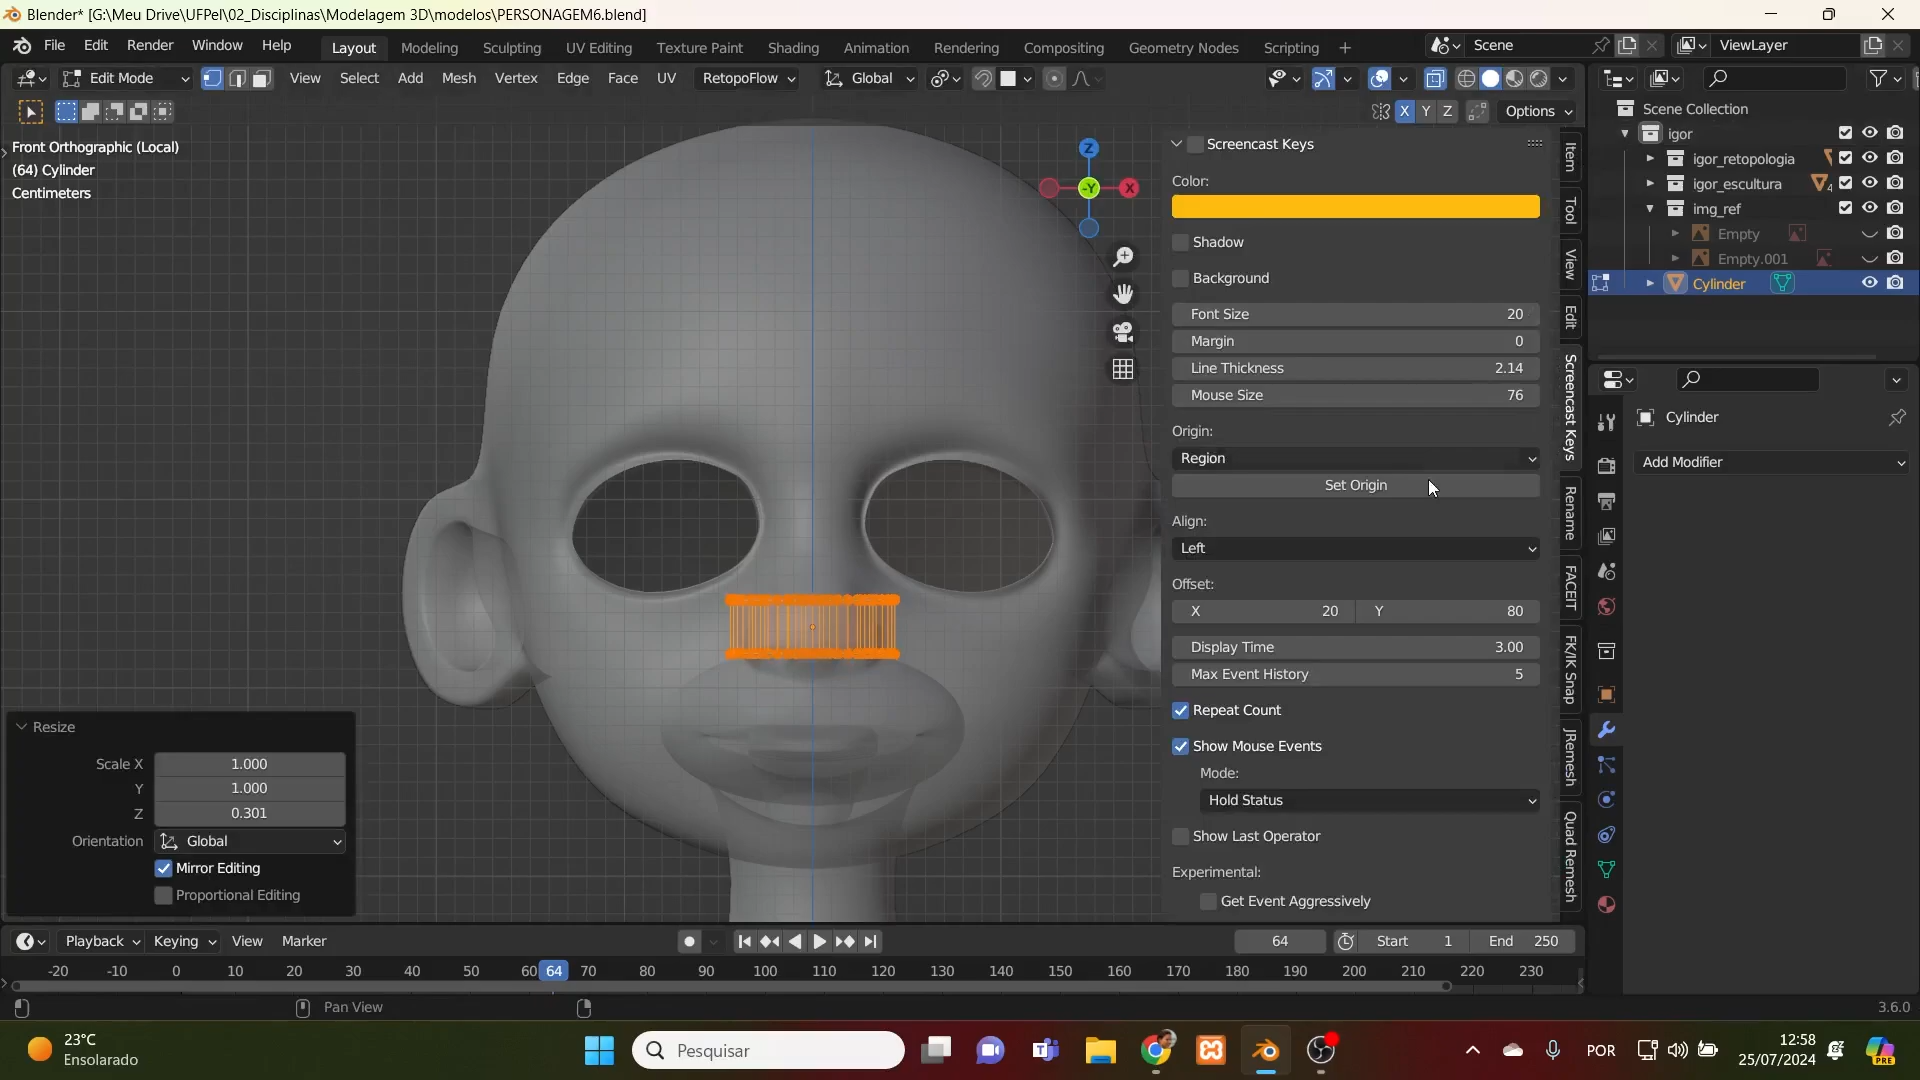 Blender* [G:\Meu Drive\UFPel\02_Disciplinas\Modelagem 3D\modelos\PERSONAGEM6.blend]
File Edit Render Window Help Layout Modeling Sculpting UV Editing Texture Paint Shading Animation Rendering Compositing Geometry Nodes Scripting + Scene ViewLayer
Edit Mode View Select Add Mesh Vertex Edge Face UV RetopoFlow Global
X Y Z Options
Front Orthographic (Local)
(64) Cylinder
Centimeters
Z
-Y X
Screencast Keys
Color:
Shadow
Background
Font Size 20
Margin 0
Line Thickness 2.14
Mouse Size 76
Origin:
Region
Set Origin
Align:
Left
Offset:
X 20 Y 80
Display Time 3.00
Max Event History 5
Repeat Count
Show Mouse Events
Mode:
Hold Status
Show Last Operator
Experimental:
Get Event Aggressively
Item
Tool
View
Edit
Screencast Keys
Rename
FACEIT
FK/IK Snap
JRemesh
Quad Remesh
Scene Collection
igor
igor_retopologia
igor_escultura 4
img_ref
Empty
Empty.001
Cylinder
Cylinder
Add Modifier
Resize
Scale X 1.000
Y 1.000
Z 0.301
Orientation Global
Mirror Editing
Proportional Editing
Playback Keying View Marker 64 Start 1 End 250
-20 -10 0 10 20 30 40 50 60 64 70 80 90 100 110 120 130 140 150 160 170 180 190 200 210 220 230
Pan View 3.6.0
23°C
Ensolarado
Pesquisar
POR
12:58
25/07/2024
PRE